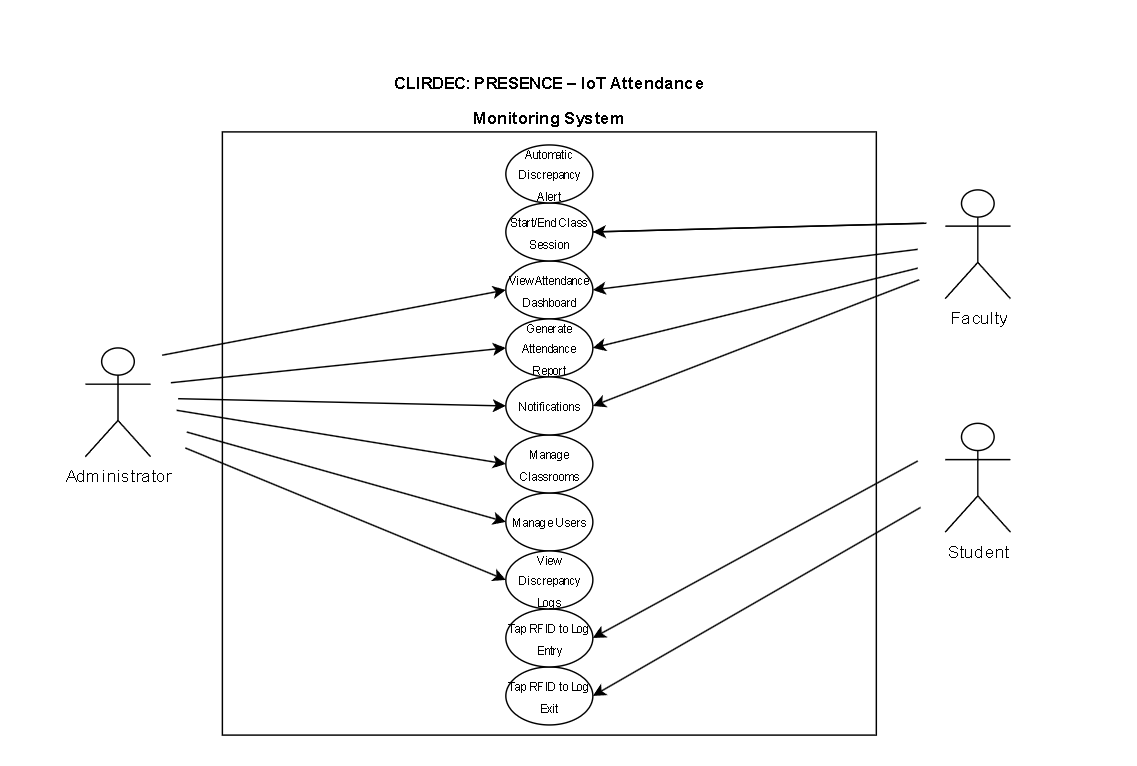 CLIRDEC: PRESENCE – IoT Attendance
Monitoring System
Automatic
Discrepancy
Alert
Start/End Class
Session
View Attendance
Dashboard
Generate
Attendance
Report
Notifications
Manage
Classrooms
Manage Users
View
Discrepancy
Logs
Tap RFID to Log
Entry
Tap RFID to Log
Exit
Administrator
Faculty
Student